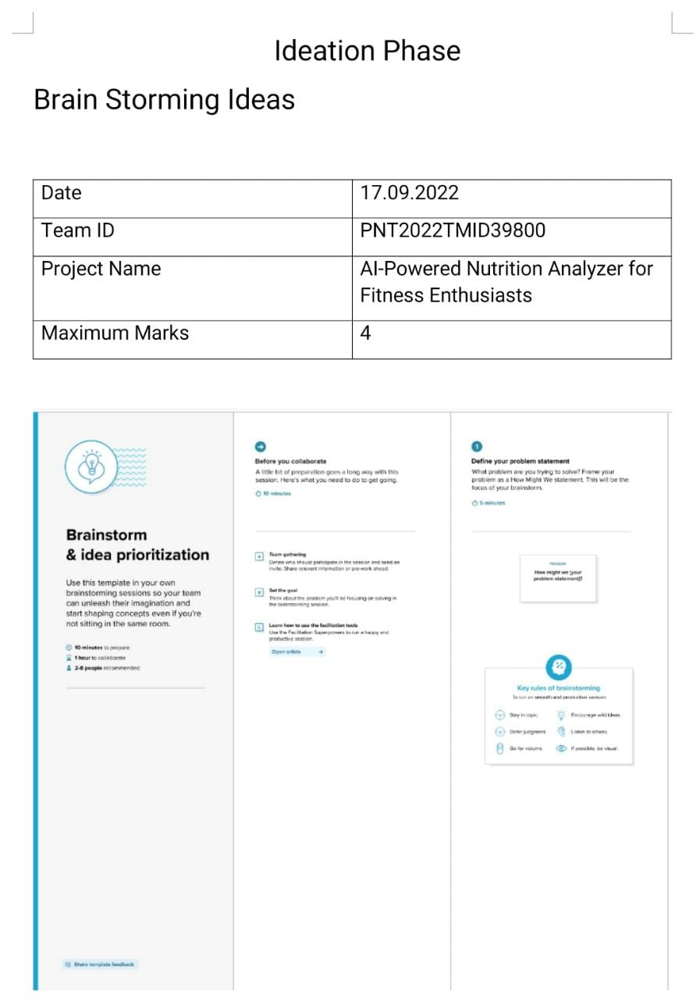 Ideation Phase
Brain Storming Ideas
Date
17.09.2022
Team ID
PNT2022TMID39800
Project Name
AI-Powered Nutrition Analyzer for
Fitness Enthusiasts
Maximum Marks
4
Brainstorm
& idea prioritization
Use this template in your own
brainstorming sessions so your team
can unleash their imagination and
start shaping concepts even if you're
not sitting in the same room.
10 minutes to prepare
1 hour to collaborate
2-8 people recommended
Share template feedback
Before you collaborate
A little bit of preparation goes a long way with this
session. Here's what you need to do to get going.
10 minutes
A
Team gathering
Define who should participate in the session and send an
invite. Share relevant information or pre-work ahead.
B
Set the goal
Think about the problem you'll be focusing on solving in
the brainstorming session.
C
Learn how to use the facilitation tools
Use the Facilitation Superpowers to run a happy and
productive session.
Open article
1
Define your problem statement
What problem are you trying to solve? Frame your
problem as a How Might We statement. This will be the
focus of your brainstorm.
5 minutes
PROBLEM
How might we [your
problem statement]?
Key rules of brainstorming
To run an smooth and productive session
Stay in topic.
Encourage wild ideas.
Defer judgment.
Listen to others.
Go for volume.
If possible, be visual.